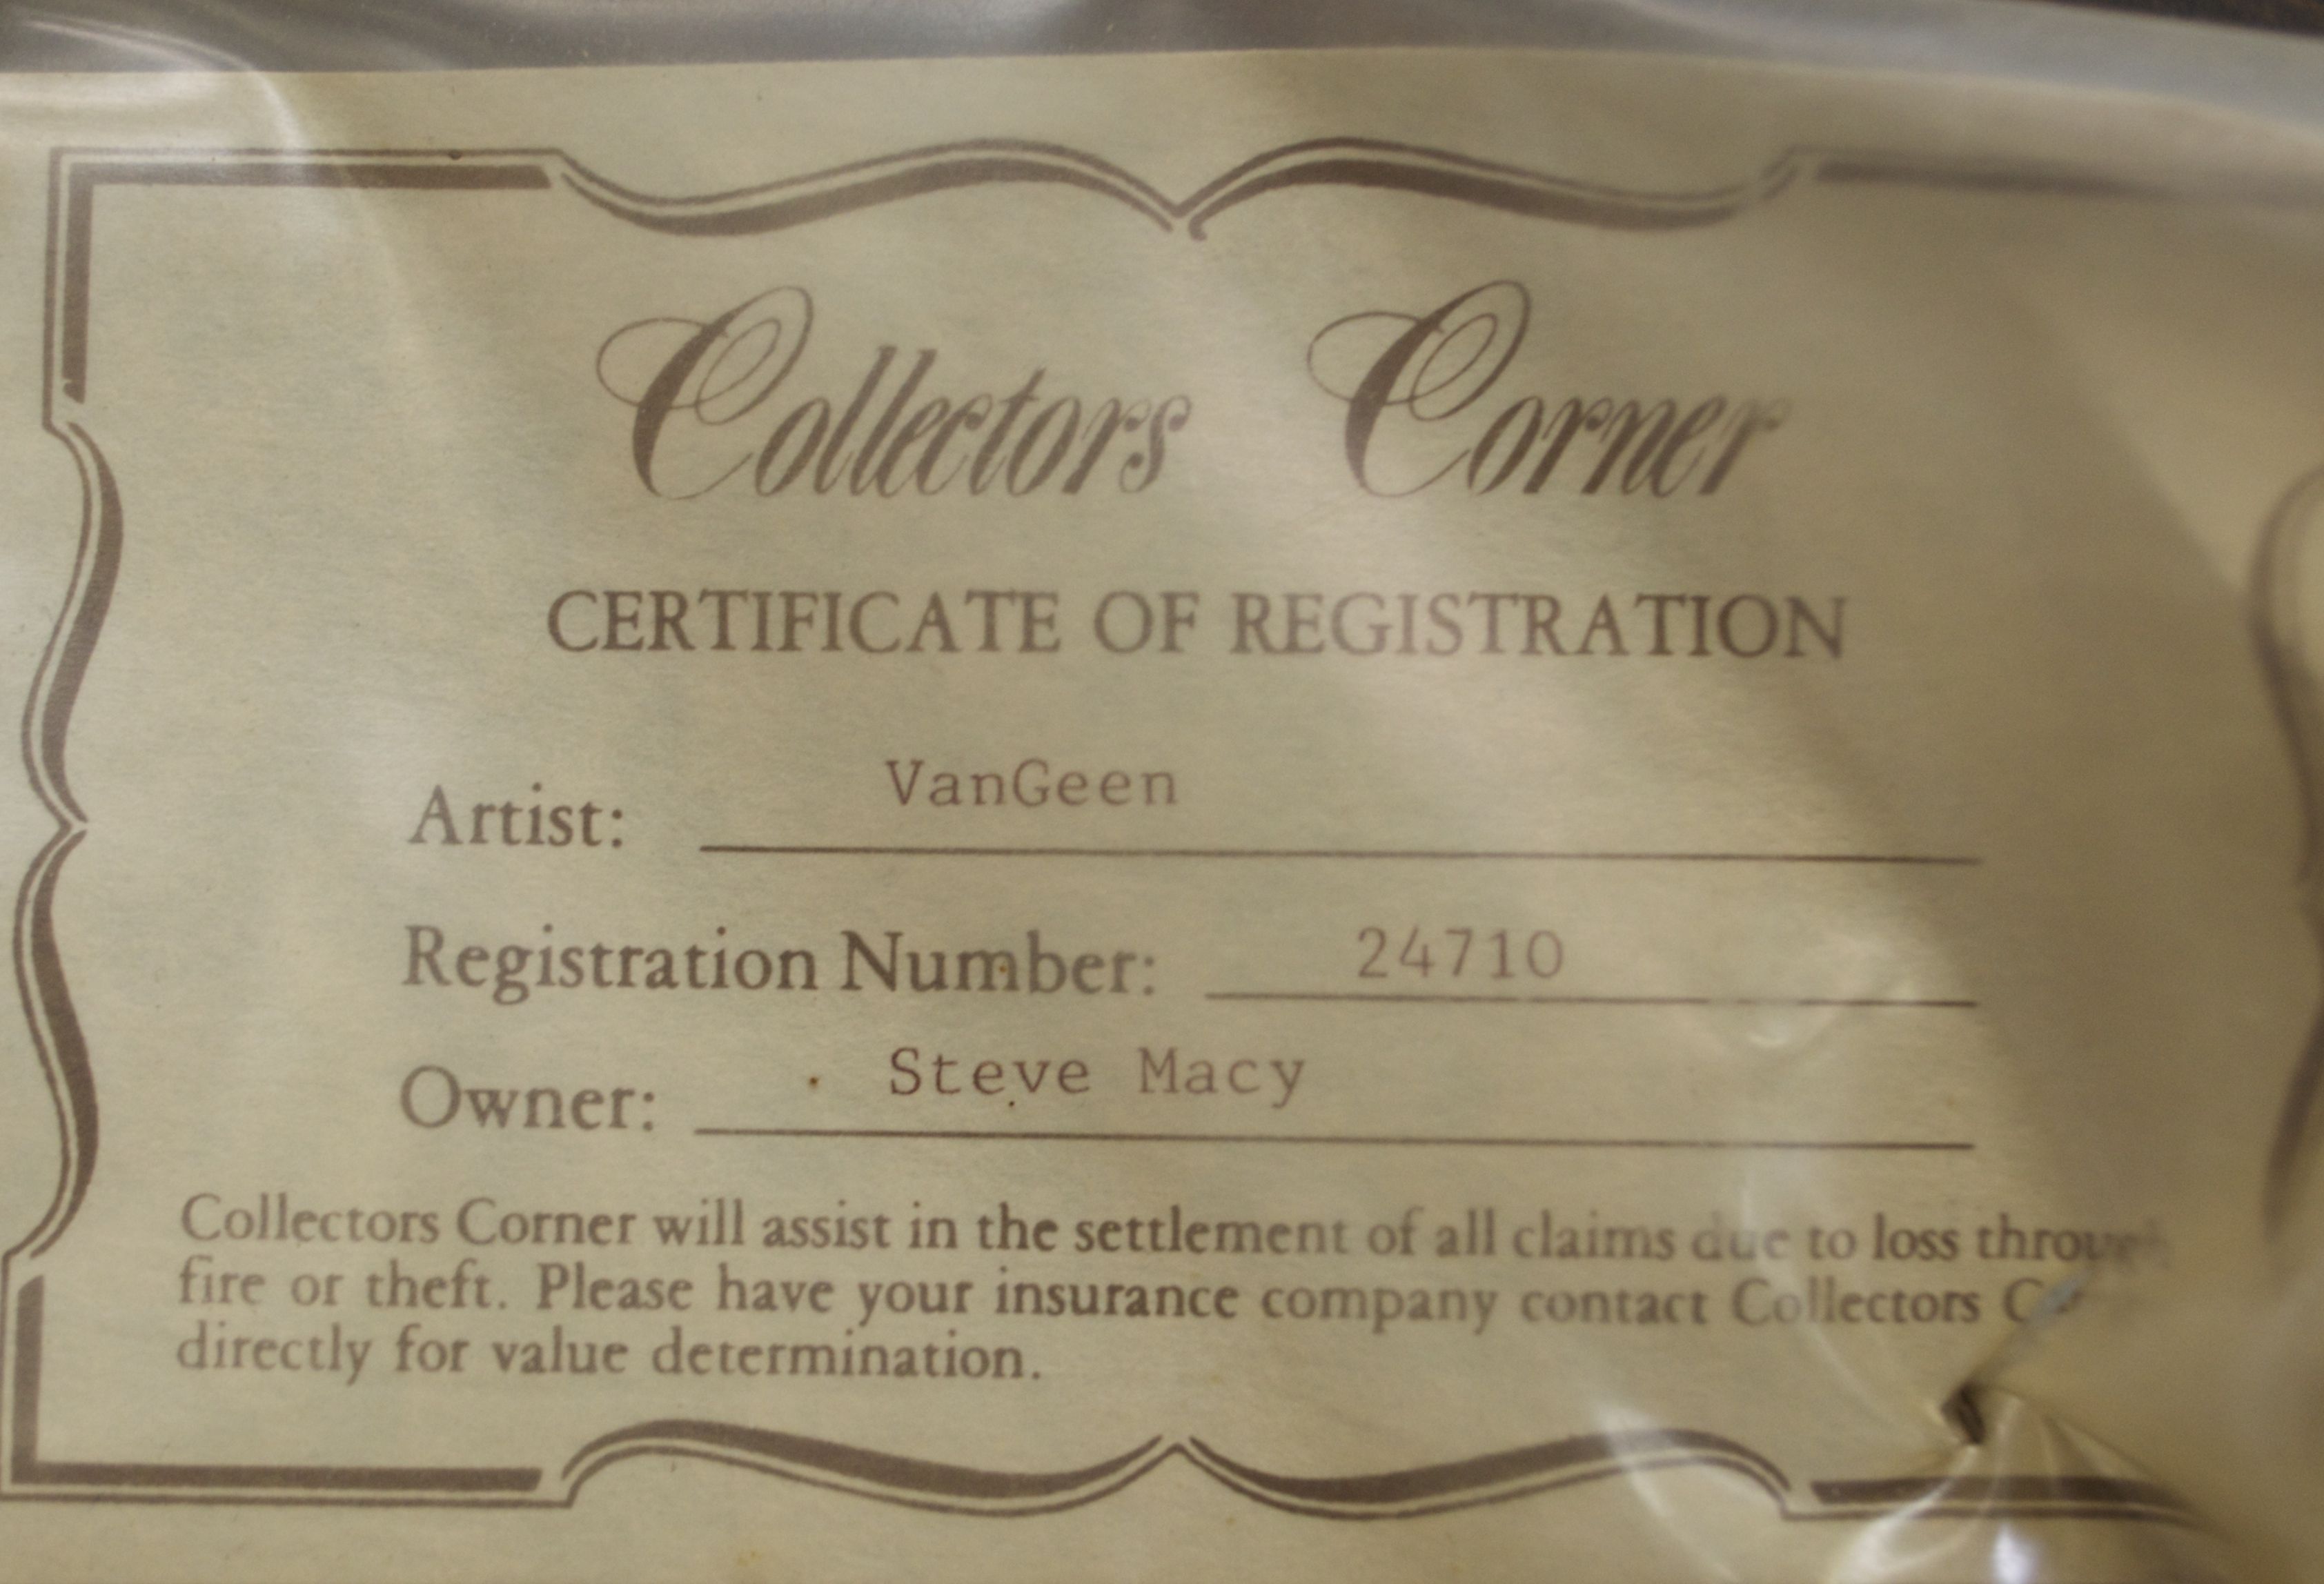 Collectors Corner
CERTIFICATE OF REGISTRATION
Artist: VanGeen
Registration Number: 24710
Owner: Steve Macy
Collectors Corner will assist in the settlement of all claims due to loss through
fire or theft. Please have your insurance company contact Collectors
directly for value determination.